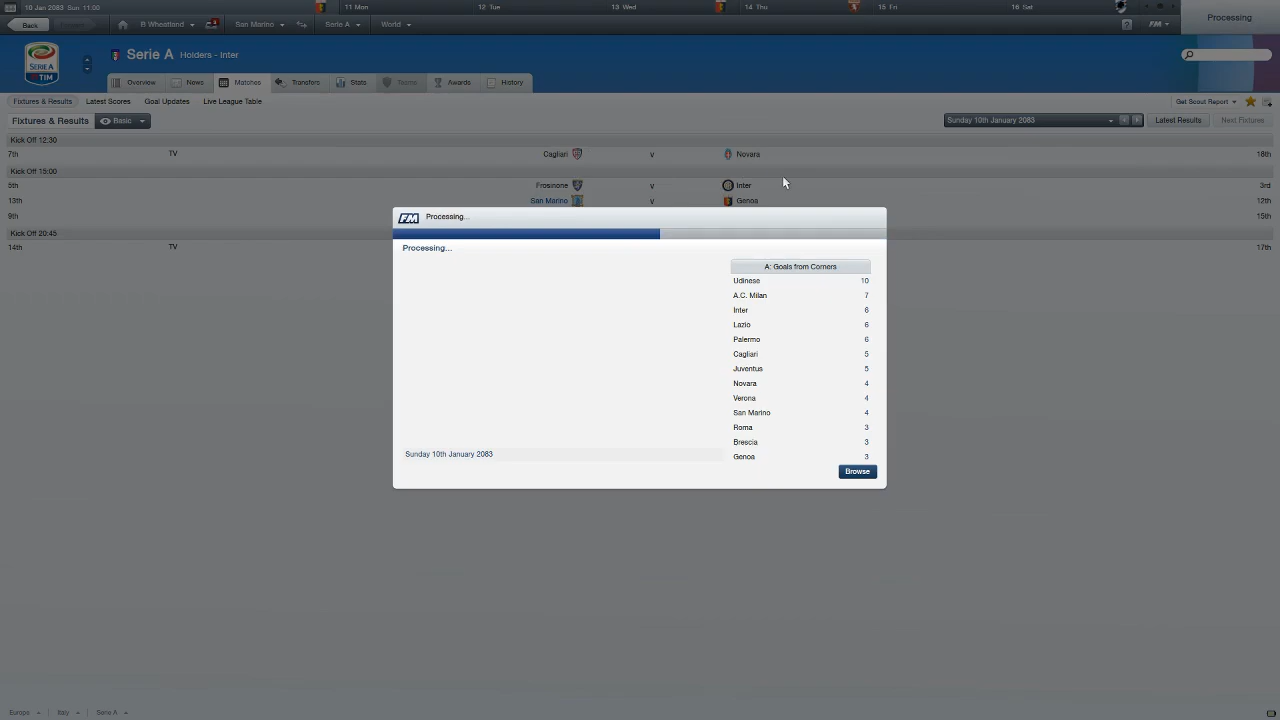 10 Jan 2083 SUN 11:00
11 Mon
12 Tue
13 Wed
14 Thu
15 Fri
16 Sat
Processing
Back
B Wheatland
San Marino
Serie A
World
?
FM
SERIE A
TIM
Serie A Holders - Inter
Overview
News
Matches
Transfers
Stats
Teams
Awards
History
Fixtures & Results
Latest Scores
Goal Updates
Live League Table
Get Scout Report
Fixtures & Results
Basic
Sunday 10th January 2083
Latest Results
Next Fixtures
Kick Off 12:30
7th TV Cagliari v Novara 18th
Kick Off 15:00
5th Frosinone v Inter 3rd
13th San Marino v Genoa 12th
9th 15th
Kick Off 20:45
14th TV 17th
FM Processing...
Processing...
A: Goals from Corners
Udinese 10
A.C. Milan 7
Inter 6
Lazio 6
Palermo 6
Cagliari 5
Juventus 5
Novara 4
Verona 4
San Marino 4
Roma 3
Brescia 3
Genoa 3
Sunday 10th January 2083
Browse
Europe
Italy
Serie A